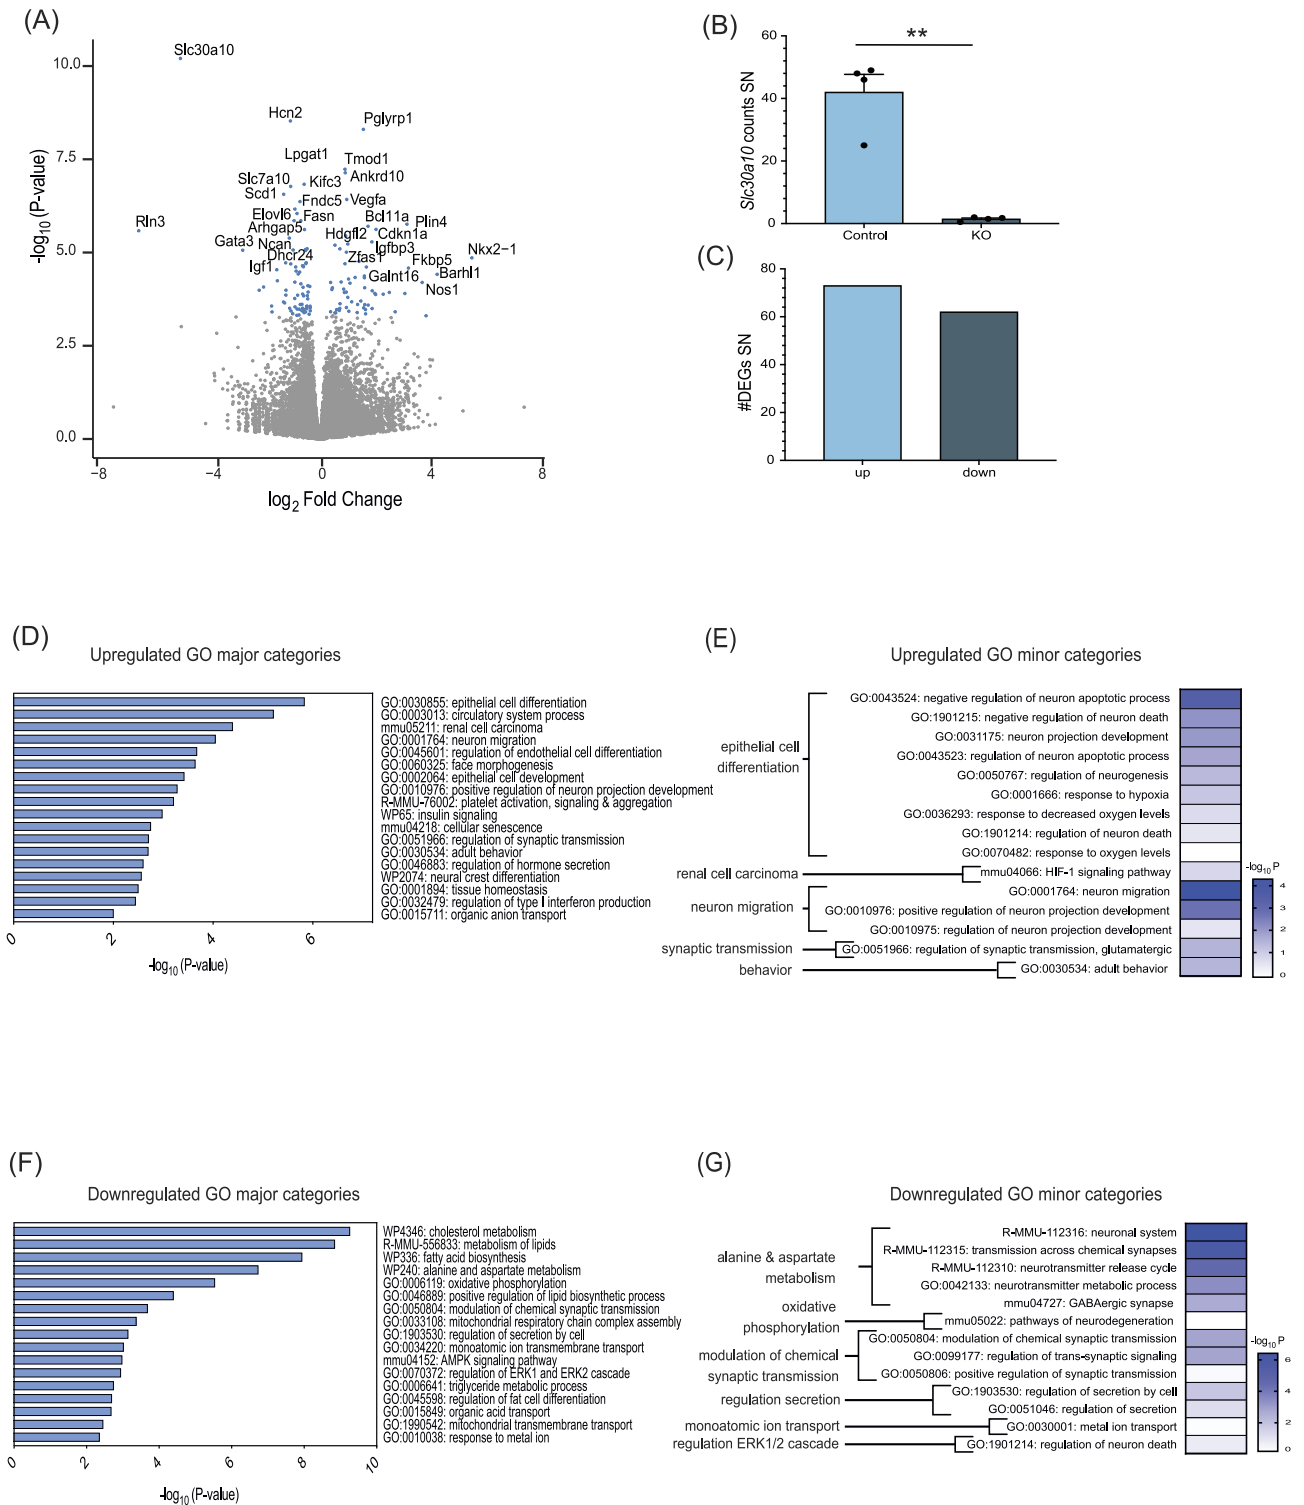 (A)
Slc30a10
Hcn2
Pglyrp1
Lpgat1
Tmod1
Slc7a10
Kifc3
Ankrd10
Scd1
Fndc5
Vegfa
Rln3
Elovl6
Fasn
Bcl11a
Plin4
Arhgap5
Hdgfl2
Cdkn1a
Gata3
Ncan
Igfbp3
Nkx2−1
Dhcr24
Zfas1
Fkbp5
Igf1
Galnt16
Barhl1
Nos1
10.0
7.5
5.0
2.5
0.0
-log10 (P-value)
−8
−4
0
4
8
log2 Fold Change
(B)
**
60
40
20
0
Slc30a10 counts SN
Control
KO
(C)
80
60
40
20
0
#DEGs SN
up
down
(D)
Upregulated GO major categories
GO:0030855: epithelial cell differentiation
GO:0003013: circulatory system process
mmu05211: renal cell carcinoma
GO:0001764: neuron migration
GO:0045601: regulation of endothelial cell differentiation
GO:0060325: face morphogenesis
GO:0002064: epithelial cell development
GO:0010976: positive regulation of neuron projection development
R-MMU-76002: platelet activation, signaling & aggregation
WP65: insulin signaling
mmu04218: cellular senescence
GO:0051966: regulation of synaptic transmission
GO:0030534: adult behavior
GO:0046883: regulation of hormone secretion
WP2074: neural crest differentiation
GO:0001894: tissue homeostasis
GO:0032479: regulation of type I interferon production
GO:0015711: organic anion transport
0
2
4
6
-log10 (P-value)
(E)
Upregulated GO minor categories
epithelial cell
differentiation
GO:0043524: negative regulation of neuron apoptotic process
GO:1901215: negative regulation of neuron death
GO:0031175: neuron projection development
GO:0043523: regulation of neuron apoptotic process
GO:0050767: regulation of neurogenesis
GO:0001666: response to hypoxia
GO:0036293: response to decreased oxygen levels
GO:1901214: regulation of neuron death
GO:0070482: response to oxygen levels
renal cell carcinoma
mmu04066: HIF-1 signaling pathway
neuron migration
GO:0001764: neuron migration
GO:0010976: positive regulation of neuron projection development
GO:0010975: regulation of neuron projection development
synaptic transmission
GO:0051966: regulation of synaptic transmission, glutamatergic
behavior
GO:0030534: adult behavior
-log10 P
4
3
2
1
0
(F)
Downregulated GO major categories
WP4346: cholesterol metabolism
R-MMU-556833: metabolism of lipids
WP336: fatty acid biosynthesis
WP240: alanine and aspartate metabolism
GO:0006119: oxidative phosphorylation
GO:0046889: positive regulation of lipid biosynthetic process
GO:0050804: modulation of chemical synaptic transmission
GO:0033108: mitochondrial respiratory chain complex assembly
GO:1903530: regulation of secretion by cell
GO:0034220: monoatomic ion transmembrane transport
mmu04152: AMPK signaling pathway
GO:0070372: regulation of ERK1 and ERK2 cascade
GO:0006641: triglyceride metabolic process
GO:0045598: regulation of fat cell differentiation
GO:0015849: organic acid transport
GO:1990542: mitochondrial transmembrane transport
GO:0010038: response to metal ion
0
2
4
6
8
10
-log10 (P-value)
(G)
Downregulated GO minor categories
alanine & aspartate
metabolism
R-MMU-112316: neuronal system
R-MMU-112315: transmission across chemical synapses
R-MMU-112310: neurotransmitter release cycle
GO:0042133: neurotransmitter metabolic process
mmu04727: GABAergic synapse
oxidative
phosphorylation
mmu05022: pathways of neurodegeneration
modulation of chemical
synaptic transmission
GO:0050804: modulation of chemical synaptic transmission
GO:0099177: regulation of trans-synaptic signaling
GO:0050806: positive regulation of synaptic transmission
regulation secretion
GO:1903530: regulation of secretion by cell
GO:0051046: regulation of secretion
monoatomic ion transport
GO:0030001: metal ion transport
regulation ERK1/2 cascade
GO:1901214: regulation of neuron death
-log10 P
6
4
2
0